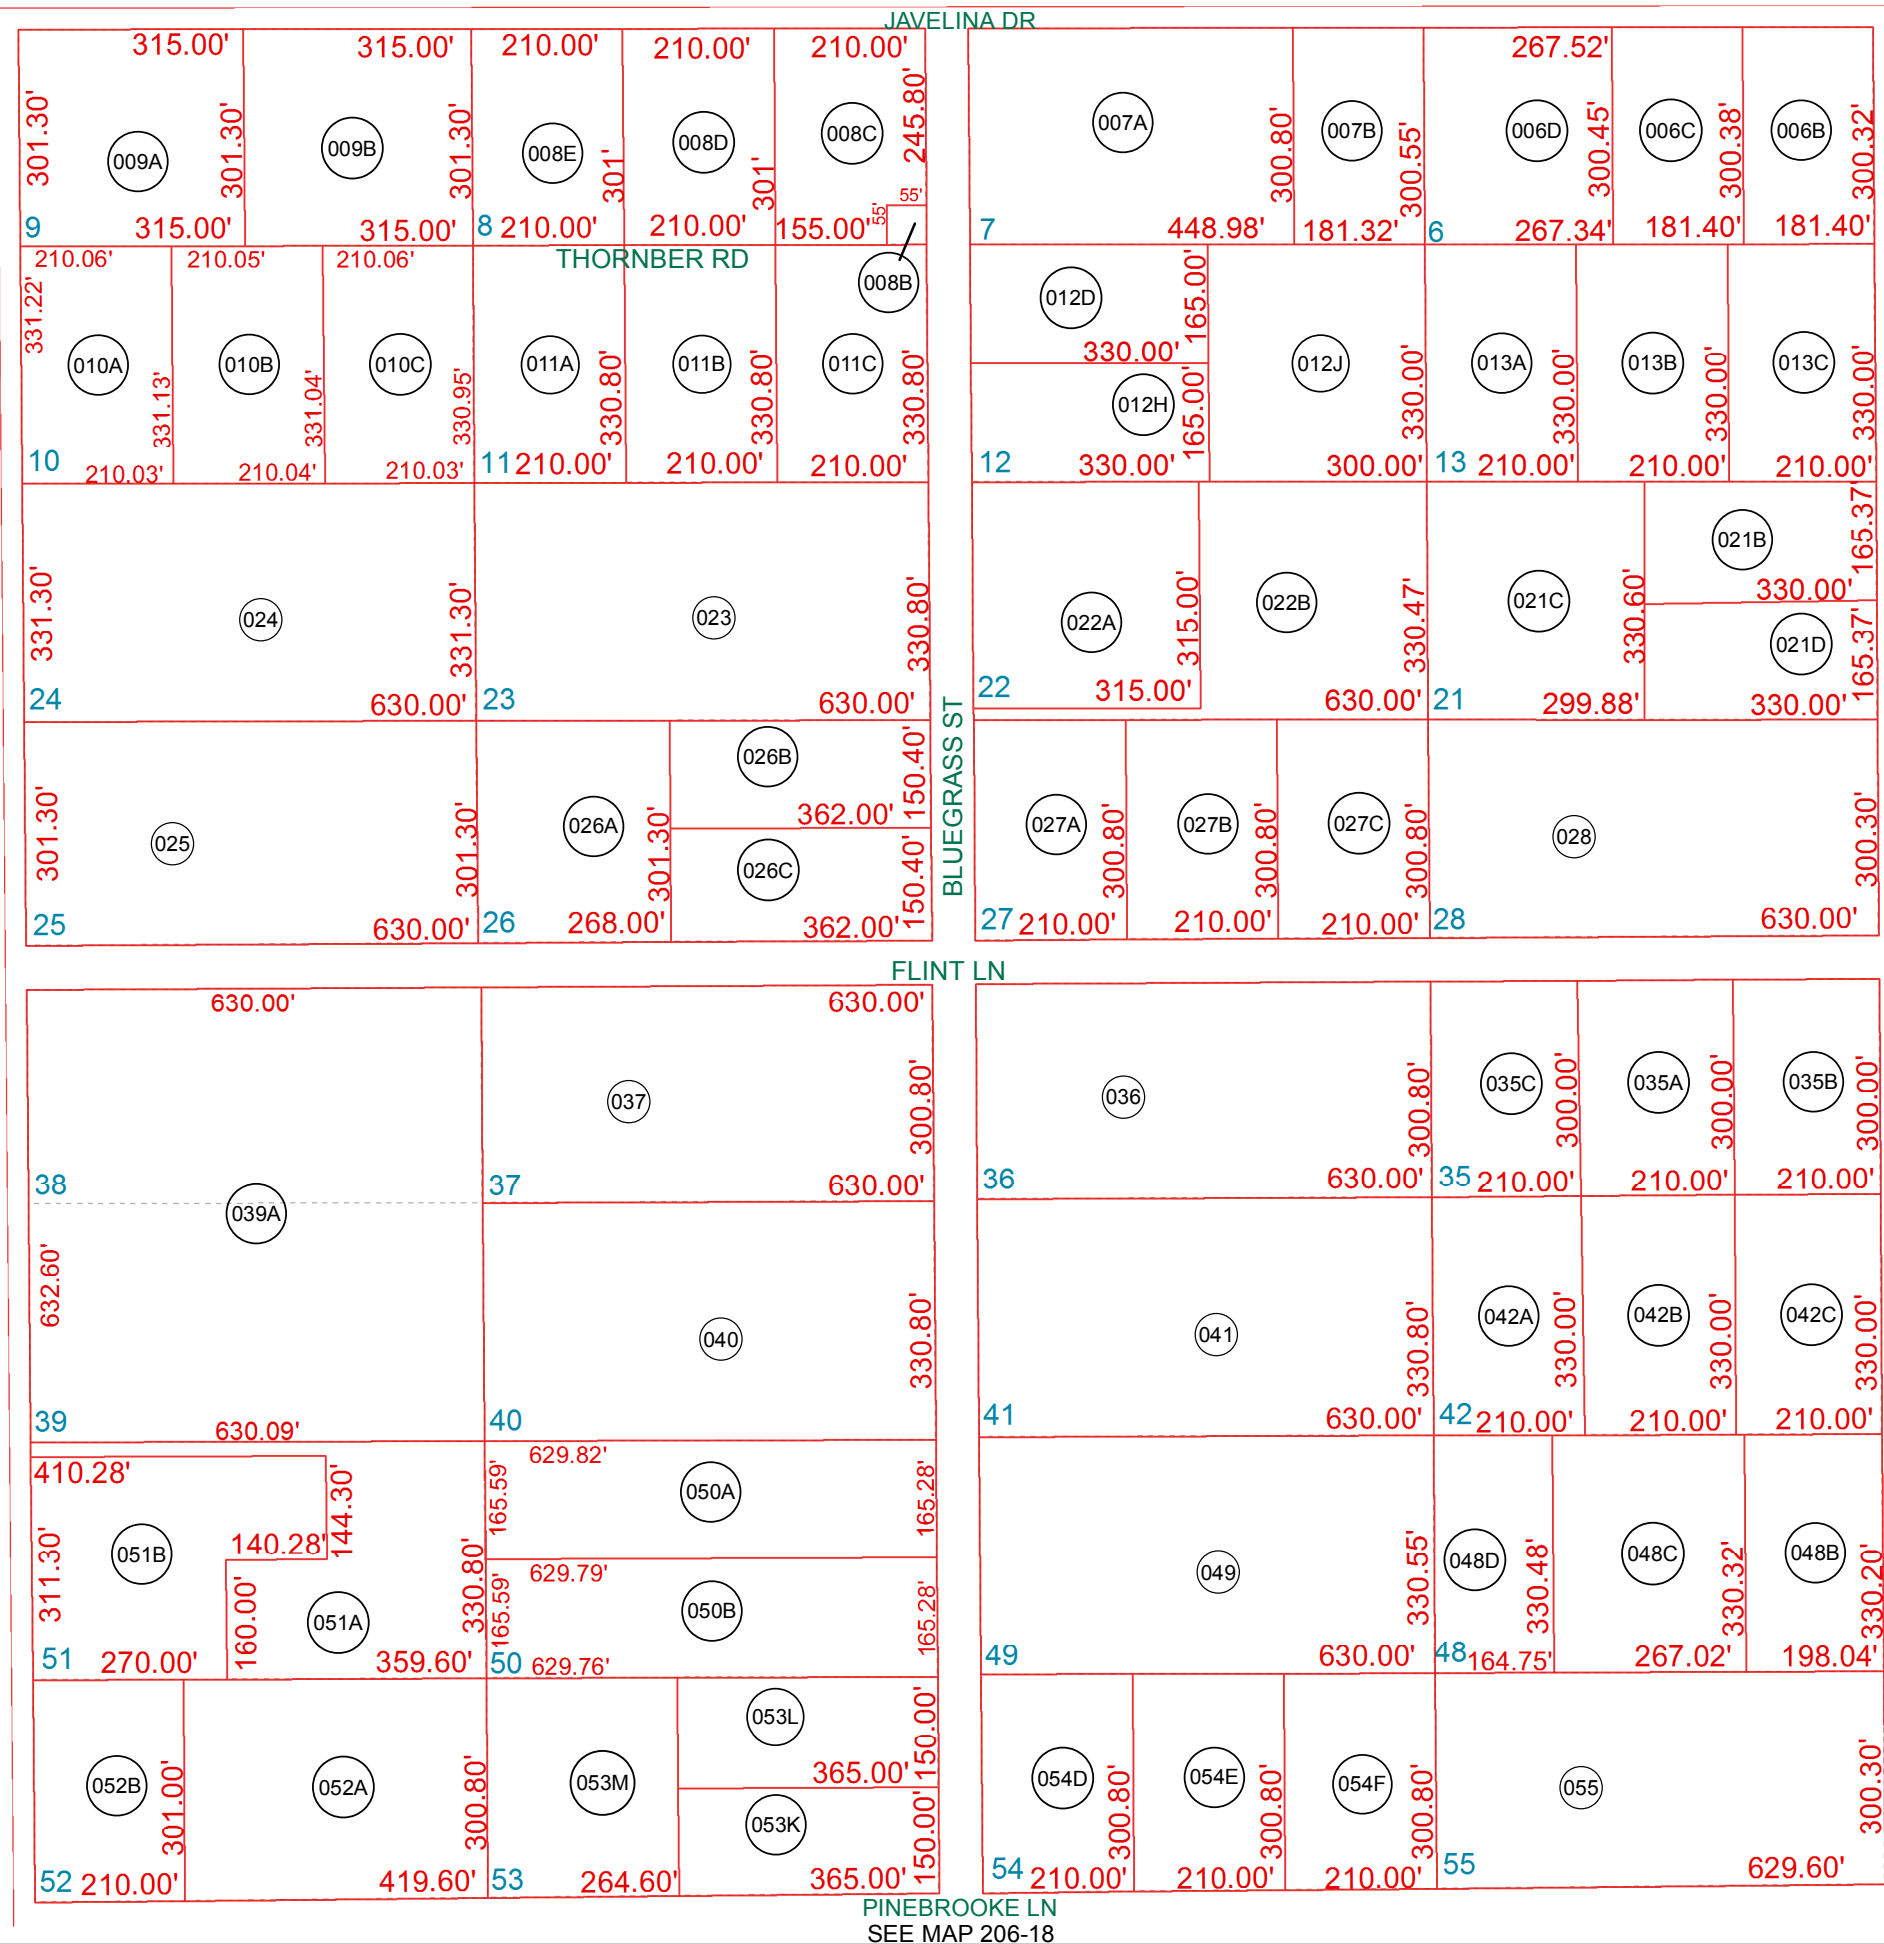 JAVELINA DR
315.00' 315.00' 210.00' 210.00' 210.00' 267.52'
301.30' 009A 301.30' 009B 301.30' 008E 301' 008D 301' 008C 245.80' 007A 300.80' 007B 300.55' 006D 300.45' 006C 300.38' 006B 300.32'
55' 55'
9 315.00' 315.00' 8 210.00' 210.00' 155.00' 7 448.98' 181.32' 6 267.34' 181.40' 181.40'
210.06' 210.05' 210.06' THORNBER RD 008B
331.22' 010A 331.13' 010B 331.04' 010C 330.95' 011A 330.80' 011B 330.80' 011C 330.80'
012D 165.00' 330.00' 012H 165.00' 012J 330.00' 013A 330.00' 013B 330.00' 013C 330.00'
10 210.03' 210.04' 210.03' 11 210.00' 210.00' 210.00' 12 330.00' 300.00' 13 210.00' 210.00' 210.00'
331.30' 024 331.30' 023 330.80' 022A 315.00' 022B 330.47' 021C 330.60' 021B 165.37' 330.00' 021D 165.37'
24 630.00' 23 630.00' 22 315.00' 630.00' 21 299.88' 330.00'
BLUEGRASS ST
301.30' 025 301.30' 026A 301.30' 026B 150.40' 362.00' 026C 150.40' 027A 300.80' 027B 300.80' 027C 300.80' 028 300.30'
25 630.00' 26 268.00' 362.00' 27 210.00' 210.00' 210.00' 28 630.00'
FLINT LN
630.00' 630.00'
037 300.80' 036 300.80' 035C 300.00' 035A 300.00' 035B 300.00'
38 37 630.00' 36 630.00' 35 210.00' 210.00' 210.00'
039A
632.60' 040 330.80' 041 330.80' 042A 330.00' 042B 330.00' 042C 330.00'
39 630.09' 40 41 630.00' 42 210.00' 210.00' 210.00'
410.28' 144.30' 165.59' 629.82' 050A 165.28'
311.30' 051B 140.28' 160.00' 051A 330.80' 165.59' 629.79' 050B 165.28' 049 330.55' 048D 330.48' 048C 330.32' 048B 330.20'
51 270.00' 359.60' 50 629.76' 49 630.00' 48 164.75' 267.02' 198.04'
052B 301.00' 052A 300.80' 053M 053L 150.00' 365.00' 053K 150.00' 054D 300.80' 054E 300.80' 054F 300.80' 055 300.30'
52 210.00' 419.60' 53 264.60' 365.00' 54 210.00' 210.00' 210.00' 55 629.60'
PINEBROOKE LN
SEE MAP 206-18